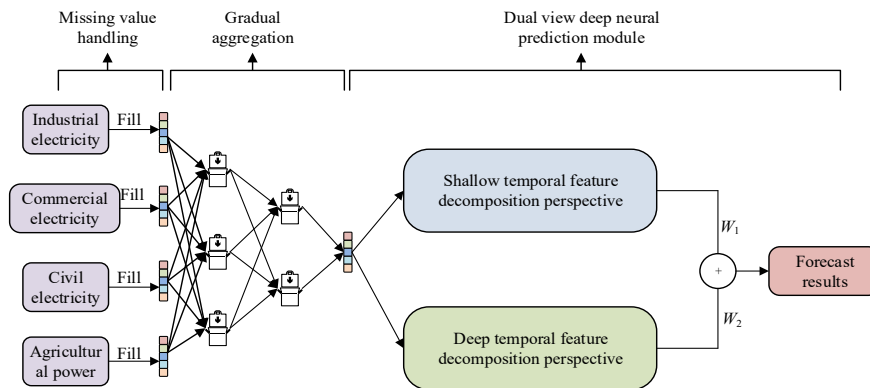 Missing value
handling
Gradual
aggregation
Dual view deep neural
prediction module
Industrial
electricity
Fill
Commercial
electricity
Fill
Civil
electricity
Fill
Agricultur
al power
Fill
Shallow temporal feature
decomposition perspective
Deep temporal feature
decomposition perspective
W1
+
W2
Forecast
results